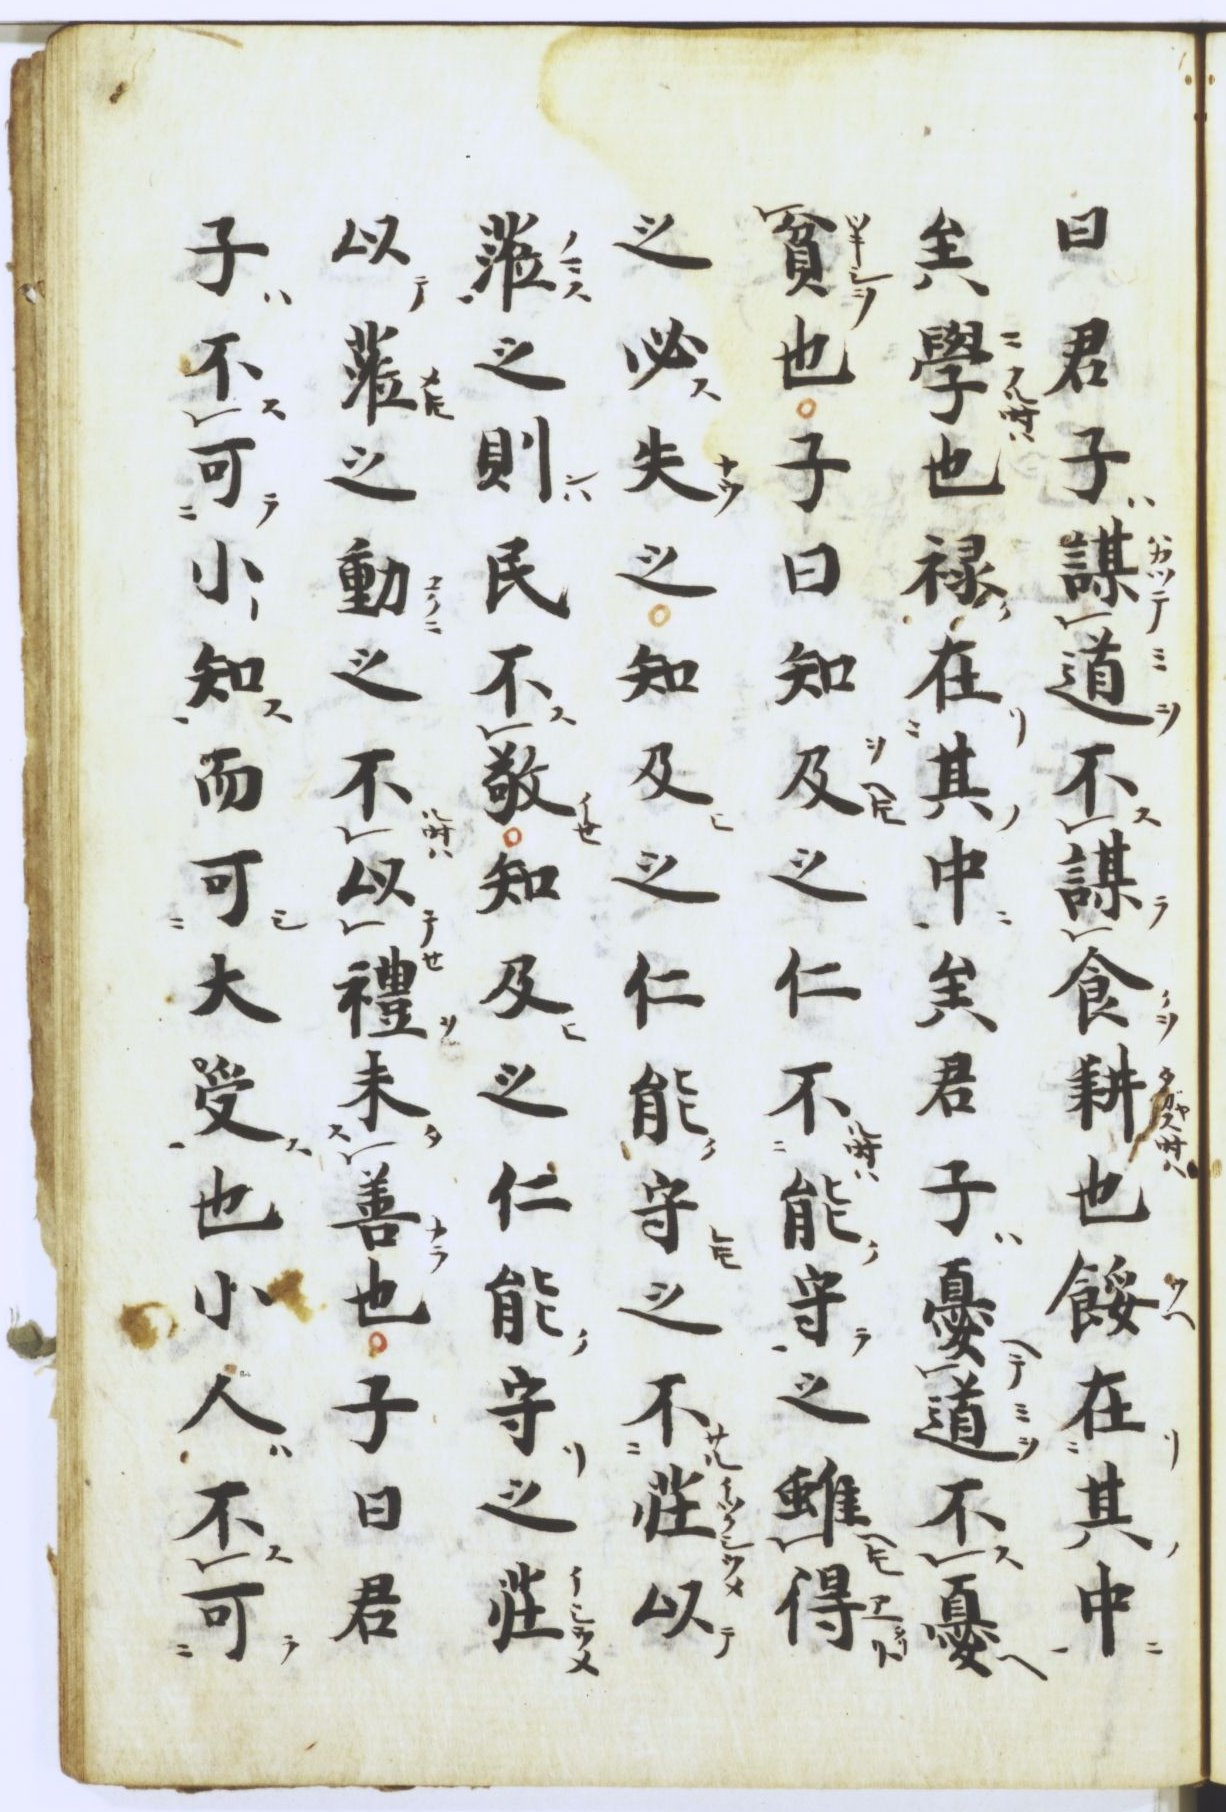 曰君子謀道不謀食耕也餒在其中
矣學也禄在其中矣君子憂道不憂
貧也子曰知及之仁不能守之雖得
之必失之知及之仁能守之不莊以
蒞之則民不敬知及之仁能守之莊
以蒞之動之不以禮未善也子曰君
子不可小知而可大受也小人不可